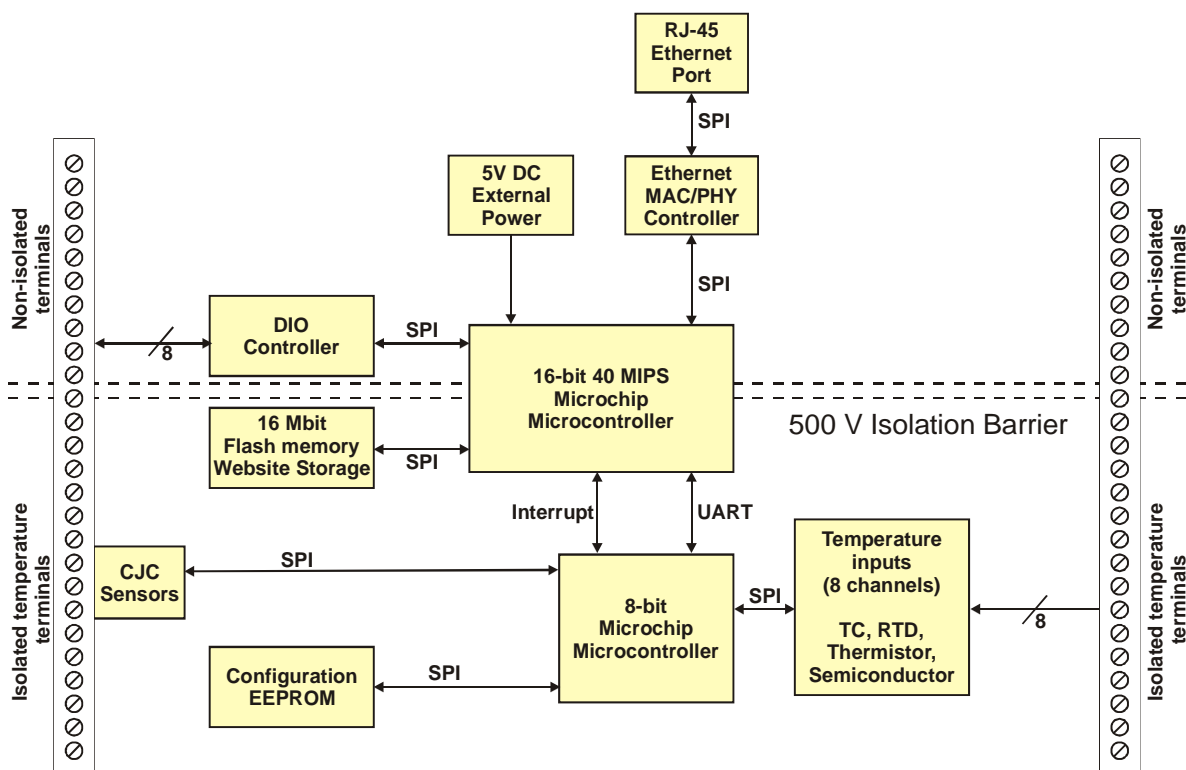 RJ-45
Ethernet
Port
SPI
5V DC
External
Power
Ethernet
MAC/PHY
Controller
SPI
Non-isolated
terminals
Non-isolated
terminals
DIO
Controller
8
SPI
16-bit 40 MIPS
Microchip
Microcontroller
500 V Isolation Barrier
16 Mbit
Flash memory
Website Storage
SPI
Interrupt
UART
Isolated temperature
terminals
Isolated temperature
terminals
CJC
Sensors
SPI
8-bit
Microchip
Microcontroller
SPI
Temperature
inputs
(8 channels)
TC, RTD,
Thermistor,
Semiconductor
8
Configuration
EEPROM
SPI